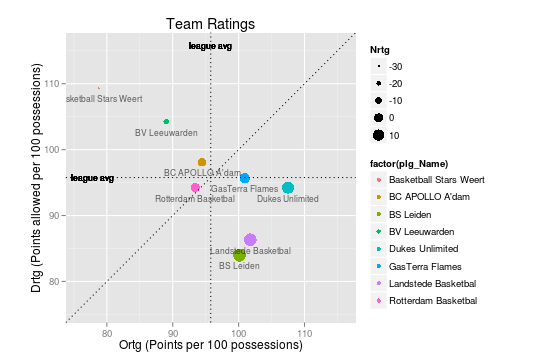 Team Ratings
league avg
sketball Stars Weert
BV Leeuwarden
BC APOLLO A'dam
league avg
GasTerra Flames
Rotterdam Basketbal
Dukes Unlimited
Landstede Basketbal
BS Leiden
110
100
90
80
80
90
100
110
Drtg (Points allowed per 100 possessions)
Ortg (Points per 100 possessions)
Nrtg
-30
-20
-10
0
10
factor(plg_Name)
Basketball Stars Weert
BC APOLLO A'dam
BS Leiden
BV Leeuwarden
Dukes Unlimited
GasTerra Flames
Landstede Basketbal
Rotterdam Basketbal